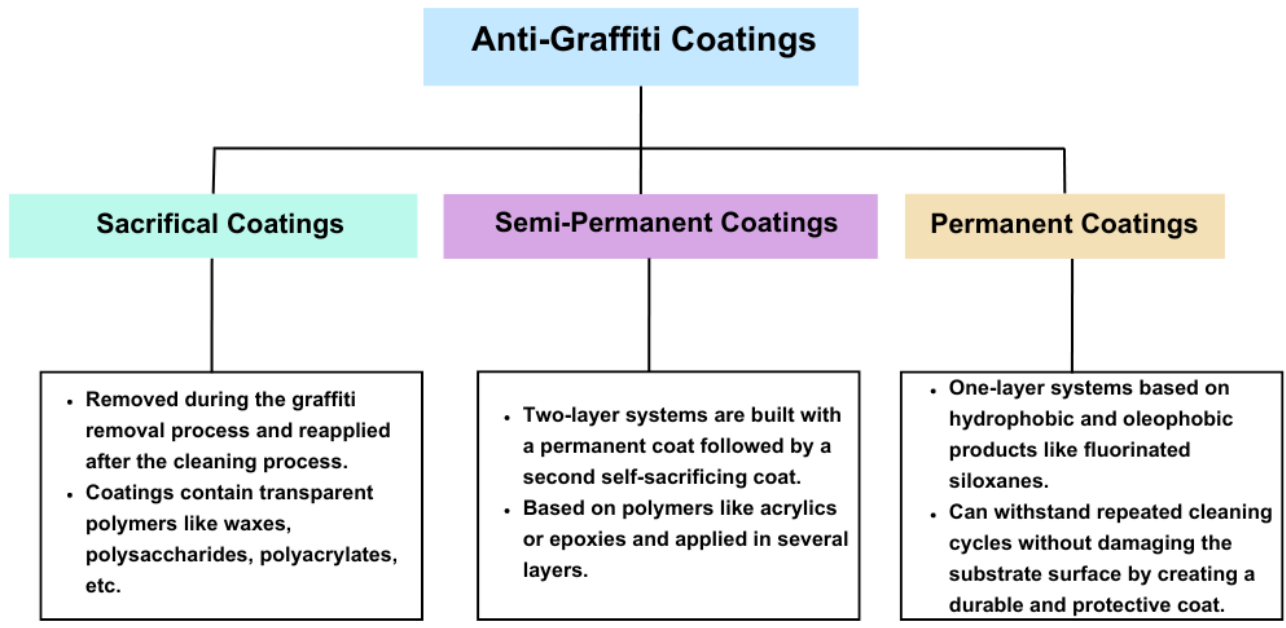 Anti-Graffiti Coatings
Sacrifical Coatings
Semi-Permanent Coatings
Permanent Coatings
• Removed during the graffiti
removal process and reapplied
after the cleaning process.
• Coatings contain transparent
polymers like waxes,
polysaccharides, polyacrylates,
etc.
• Two-layer systems are built with
a permanent coat followed by a
second self-sacrificing coat.
• Based on polymers like acrylics
or epoxies and applied in several
layers.
• One-layer systems based on
hydrophobic and oleophobic
products like fluorinated
siloxanes.
• Can withstand repeated cleaning
cycles without damaging the
substrate surface by creating a
durable and protective coat.